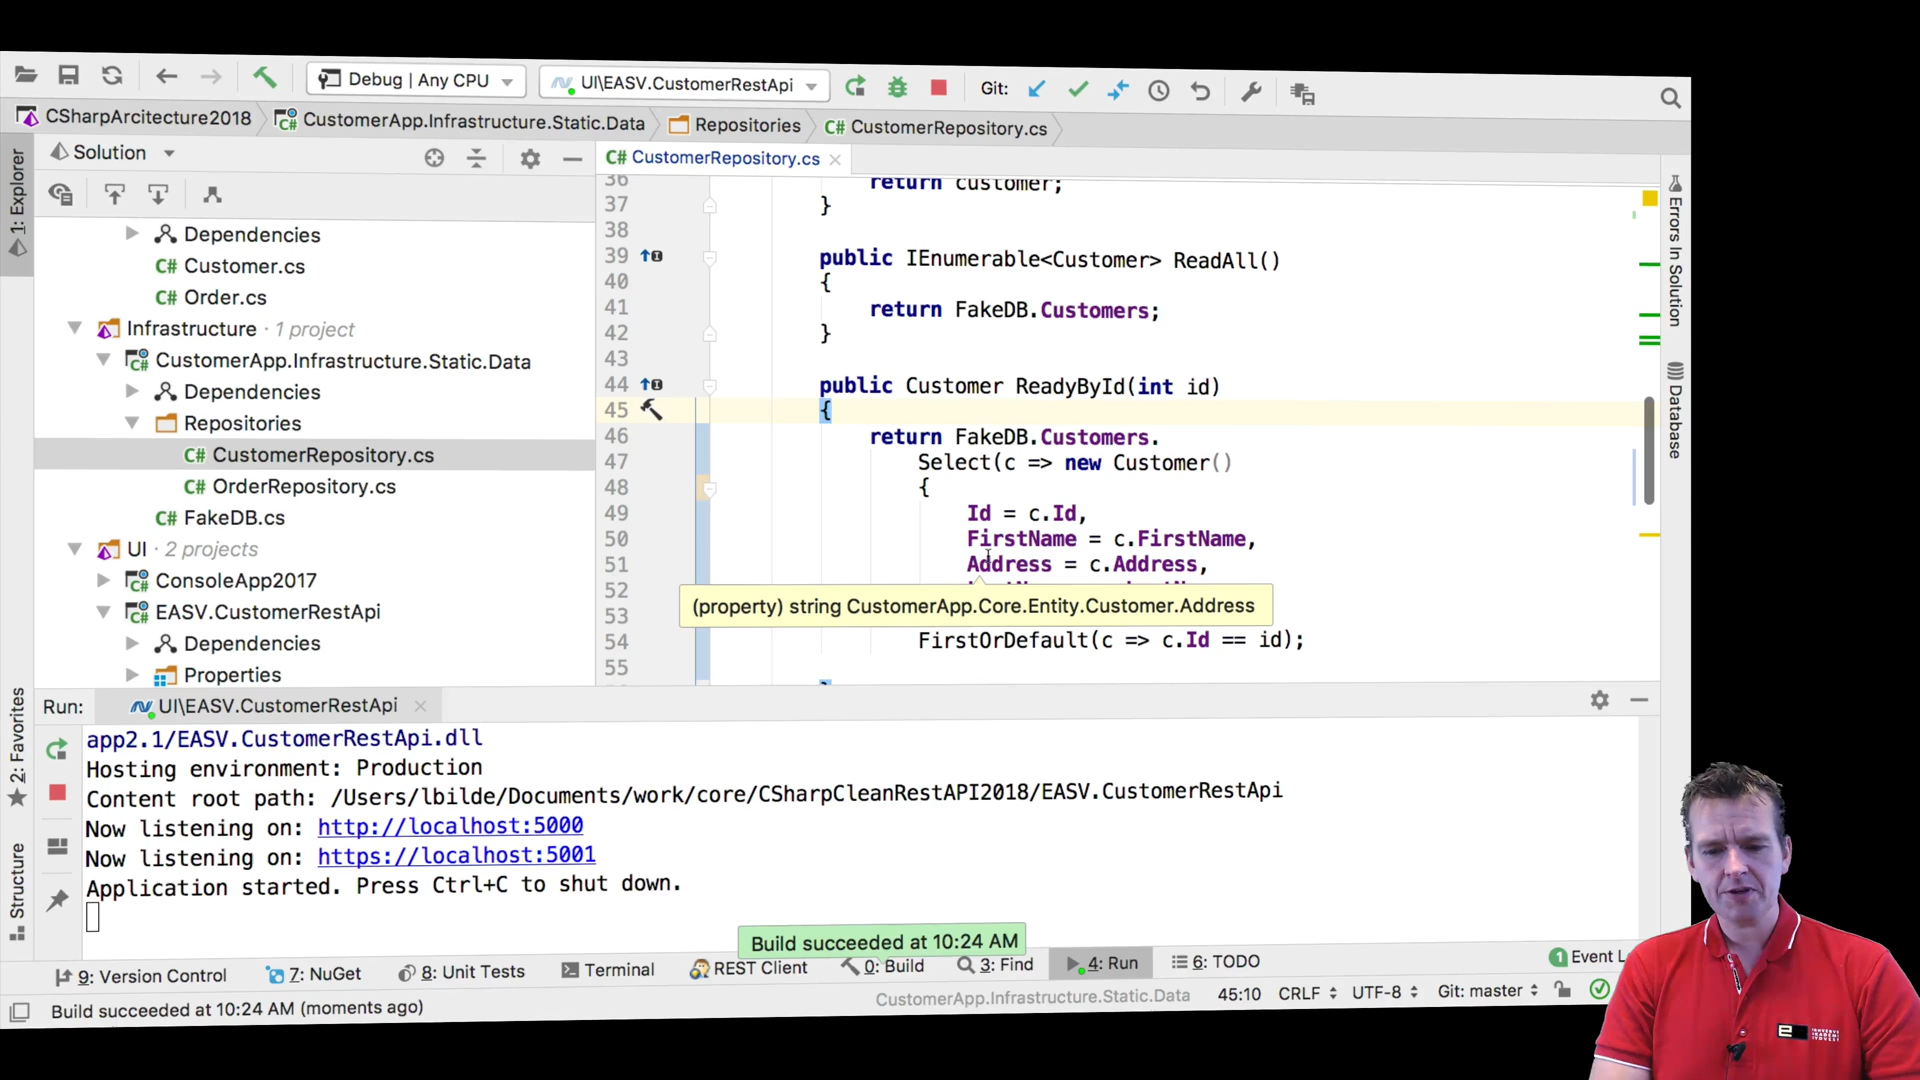 Debug | Any CPU
UI\EASV.CustomerRestApi
Git:
CSharpArcitecture2018
CustomerApp.Infrastructure.Static.Data
Repositories
C# CustomerRepository.cs
Solution
C# CustomerRepository.cs
1: Explorer
Dependencies
C# Customer.cs
C# Order.cs
Infrastructure · 1 project
CustomerApp.Infrastructure.Static.Data
Dependencies
Repositories
C# CustomerRepository.cs
C# OrderRepository.cs
C# FakeDB.cs
UI · 2 projects
ConsoleApp2017
EASV.CustomerRestApi
Dependencies
Properties
36 return customer;
37 }
38
39 public IEnumerable<Customer> ReadAll()
40 {
41 return FakeDB.Customers;
42 }
43
44 public Customer ReadyById(int id)
45 {
46 return FakeDB.Customers.
47 Select(c => new Customer()
48 {
49 Id = c.Id,
50 FirstName = c.FirstName,
51 Address = c.Address,
52
(property) string CustomerApp.Core.Entity.Customer.Address
53
54 FirstOrDefault(c => c.Id == id);
55
Errors In Solution
Database
Run: UI\EASV.CustomerRestApi
2: Favorites
Structure
app2.1/EASV.CustomerRestApi.dll
Hosting environment: Production
Content root path: /Users/lbilde/Documents/work/core/CSharpCleanRestAPI2018/EASV.CustomerRestApi
Now listening on: http://localhost:5000
Now listening on: https://localhost:5001
Application started. Press Ctrl+C to shut down.
Build succeeded at 10:24 AM
9: Version Control
7: NuGet
8: Unit Tests
Terminal
REST Client
0: Build
3: Find
4: Run
6: TODO
1 Event
Build succeeded at 10:24 AM (moments ago)
CustomerApp.Infrastructure.Static.Data
45:10
CRLF
UTF-8
Git: master